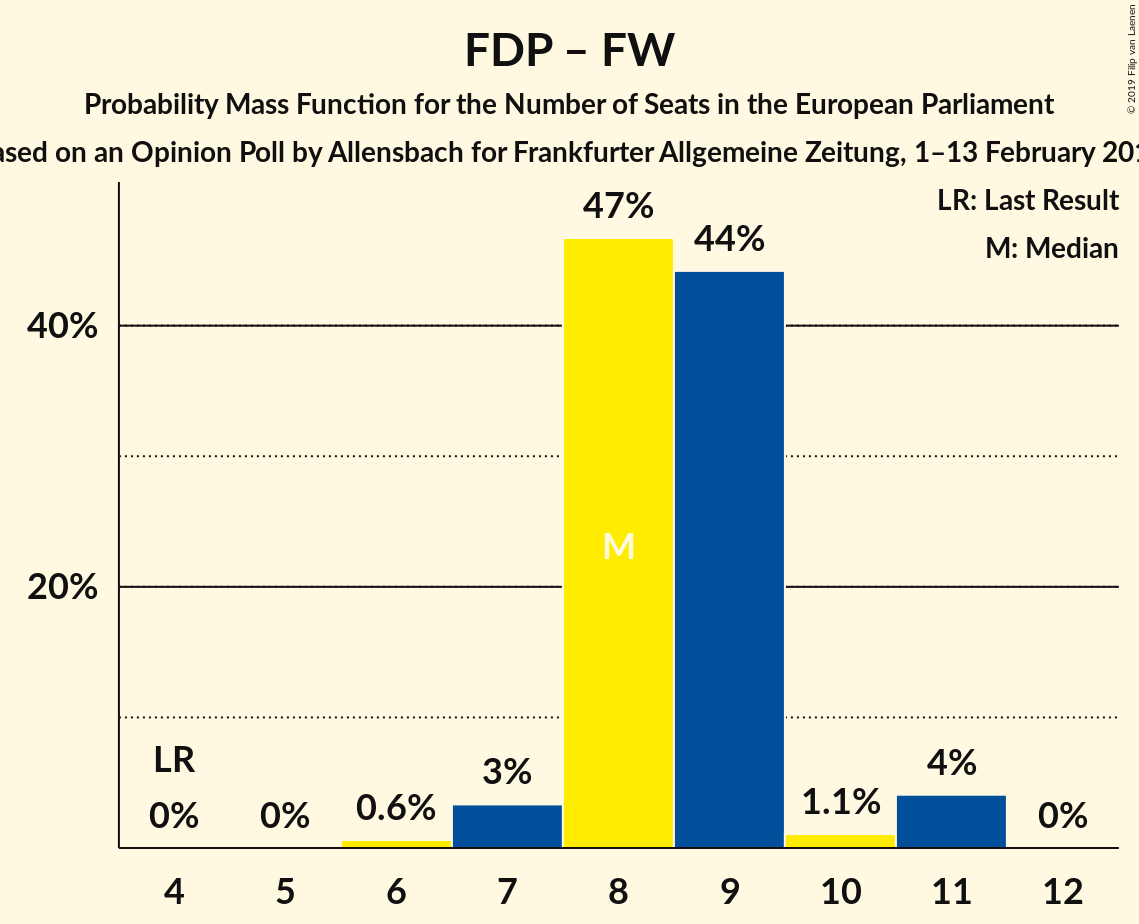 FDP – FW
Probability Mass Function for the Number of Seats in the European Parliament
on an Opinion Poll by Allensbach for Frankfurter Allgemeine Zeitung, 1–13 February
© 2019 Filip van Laenen
LR: Last Result
M: Median
47%
44%
40%
M
20%
LR
0%
0%
0.6%
3%
1.1%
4%
0%
4 5 6 7 8 9 10 11 12